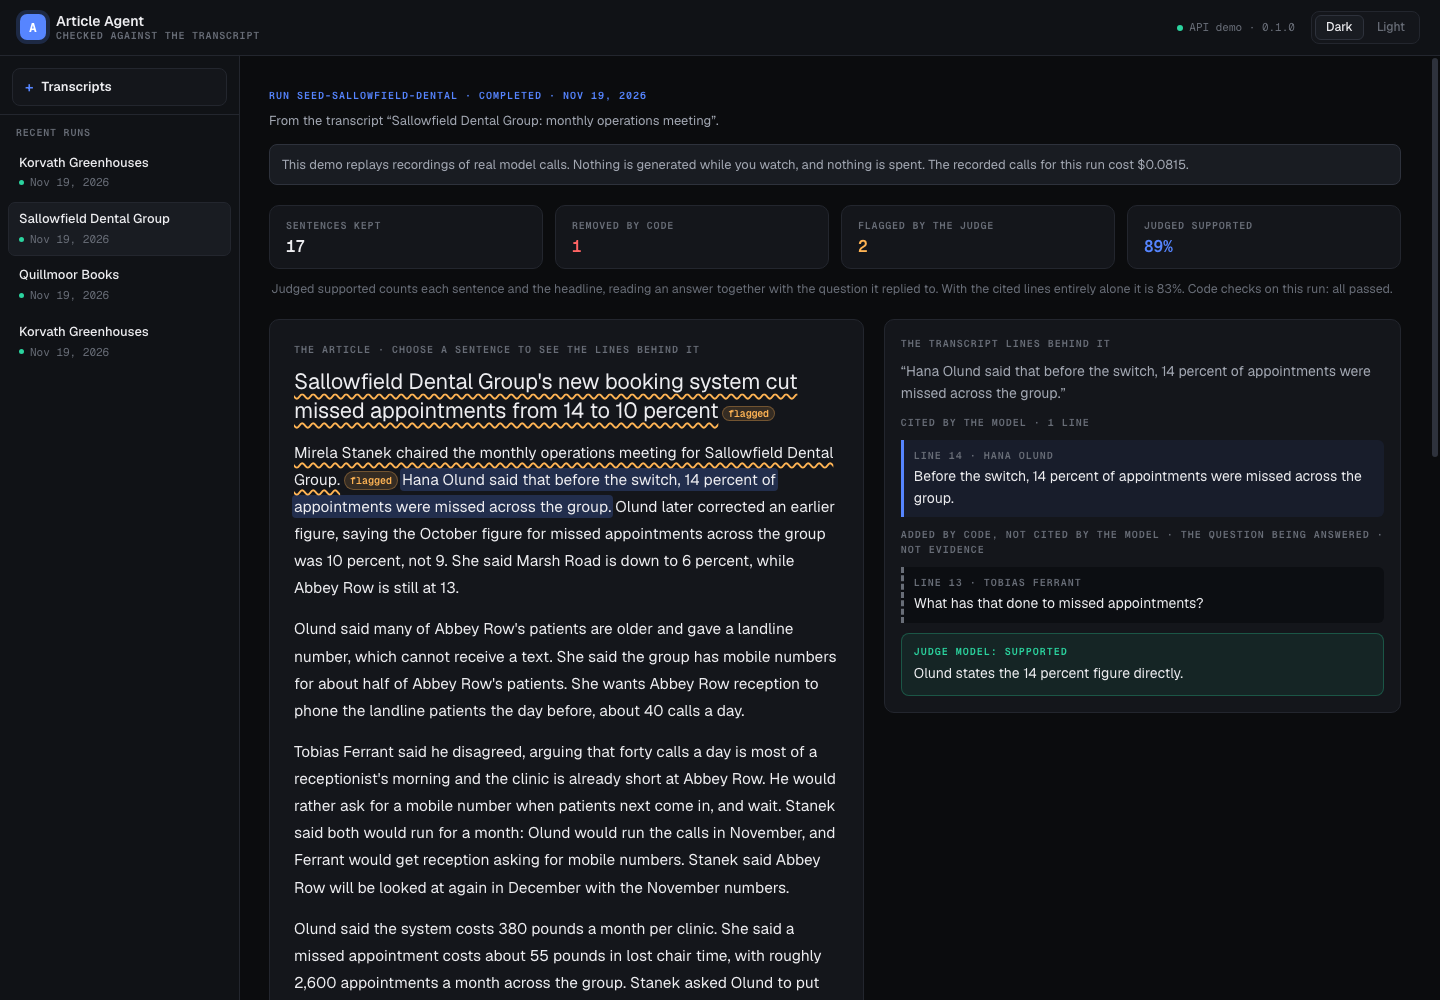 A
Article Agent
CHECKED AGAINST THE TRANSCRIPT
API demo · 0.1.0
Dark
Light
+ Transcripts
RECENT RUNS
Korvath Greenhouses
Nov 19, 2026
Sallowfield Dental Group
Nov 19, 2026
Quillmoor Books
Nov 19, 2026
Korvath Greenhouses
Nov 19, 2026
RUN SEED-SALLOWFIELD-DENTAL · COMPLETED · NOV 19, 2026
From the transcript “Sallowfield Dental Group: monthly operations meeting”.
This demo replays recordings of real model calls. Nothing is generated while you watch, and nothing is spent. The recorded calls for this run cost $0.0815.
SENTENCES KEPT
17
REMOVED BY CODE
1
FLAGGED BY THE JUDGE
2
JUDGED SUPPORTED
89%
Judged supported counts each sentence and the headline, reading an answer together with the question it replied to. With the cited lines entirely alone it is 83%. Code checks on this run: all passed.
THE ARTICLE · CHOOSE A SENTENCE TO SEE THE LINES BEHIND IT
Sallowfield Dental Group's new booking system cut
missed appointments from 14 to 10 percent flagged
Mirela Stanek chaired the monthly operations meeting for Sallowfield Dental
Group. flagged Hana Olund said that before the switch, 14 percent of
appointments were missed across the group. Olund later corrected an earlier
figure, saying the October figure for missed appointments across the group
was 10 percent, not 9. She said Marsh Road is down to 6 percent, while
Abbey Row is still at 13.
Olund said many of Abbey Row's patients are older and gave a landline
number, which cannot receive a text. She said the group has mobile numbers
for about half of Abbey Row's patients. She wants Abbey Row reception to
phone the landline patients the day before, about 40 calls a day.
Tobias Ferrant said he disagreed, arguing that forty calls a day is most of a
receptionist's morning and the clinic is already short at Abbey Row. He would
rather ask for a mobile number when patients next come in, and wait. Stanek
said both would run for a month: Olund would run the calls in November, and
Ferrant would get reception asking for mobile numbers. Stanek said Abbey
Row will be looked at again in December with the November numbers.
Olund said the system costs 380 pounds a month per clinic. She said a
missed appointment costs about 55 pounds in lost chair time, with roughly
2,600 appointments a month across the group. Stanek asked Olund to put
THE TRANSCRIPT LINES BEHIND IT
“Hana Olund said that before the switch, 14 percent of appointments were
missed across the group.”
CITED BY THE MODEL · 1 LINE
LINE 14 · HANA OLUND
Before the switch, 14 percent of appointments were missed across the
group.
ADDED BY CODE, NOT CITED BY THE MODEL · THE QUESTION BEING ANSWERED ·
NOT EVIDENCE
LINE 13 · TOBIAS FERRANT
What has that done to missed appointments?
JUDGE MODEL: SUPPORTED
Olund states the 14 percent figure directly.